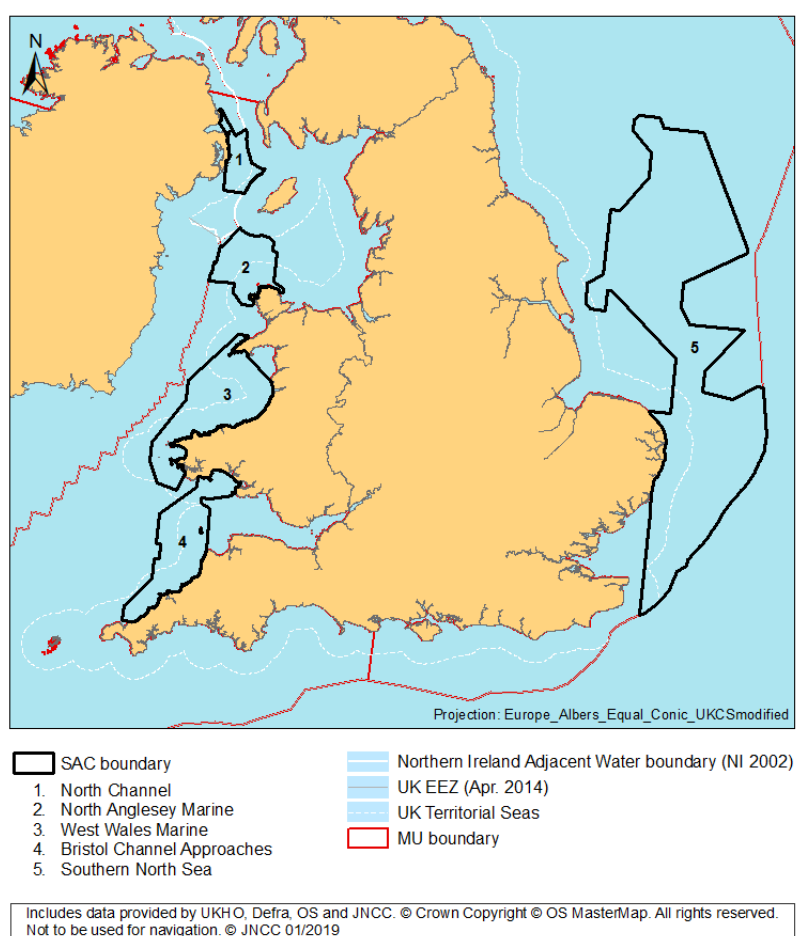 N
1
2
3
4
5
Projection: Europe_Albers_Equal_Conic_UKCSmodified
SAC boundary
1. North Channel
2. North Anglesey Marine
3. West Wales Marine
4. Bristol Channel Approaches
5. Southern North Sea
Northern Ireland Adjacent Water boundary (NI 2002)
UK EEZ (Apr. 2014)
UK Territorial Seas
MU boundary
Includes data provided by UKHO, Defra, OS and JNCC. © Crown Copyright © OS MasterMap. All rights reserved.
Not to be used for navigation. © JNCC 01/2019